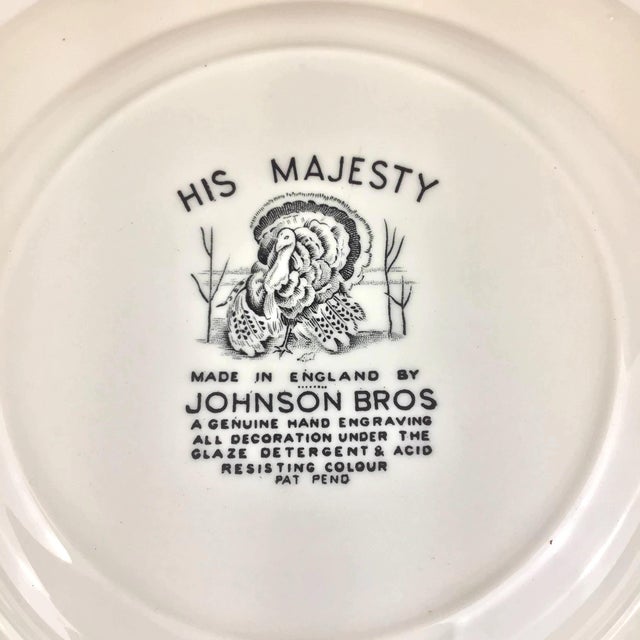 HIS MAJESTY
MADE IN ENGLAND BY
JOHNSON BROS
A GENUINE HAND ENGRAVING
ALL DECORATION UNDER THE
GLAZE DETERGENT & ACID
RESISTING COLOUR
PAT PEND